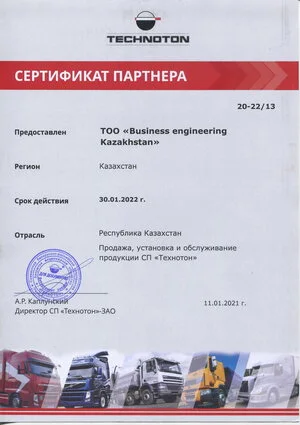 TECHNOTON
СЕРТИФИКАТ ПАРТНЕРА
20-22/13
Предоставлен ТОО «Business engineering
Kazakhstan»
Регион Казахстан
Срок действия 30.01.2022 г.
Отрасль Республика Казахстан
Продажа, установка и обслуживание
продукции СП «Технотон»
А.Р. Каплунский
Директор СП «Технотон»-ЗАО
11.01.2021 г.